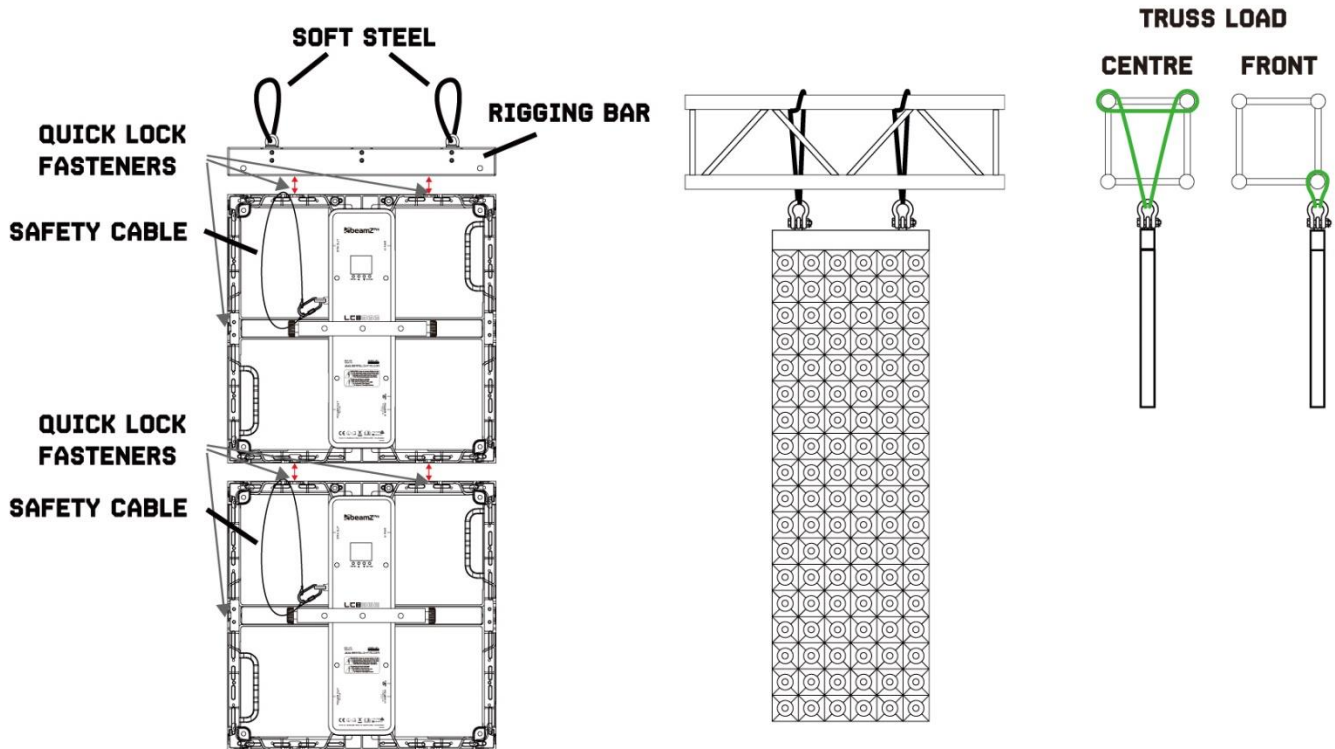 SOFT STEEL
RIGGING BAR
QUICK LOCK
FASTENERS
SAFETY CABLE
beamZ
QUICK LOCK
FASTENERS
SAFETY CABLE
beamZ
TRUSS LOAD
CENTRE
FRONT